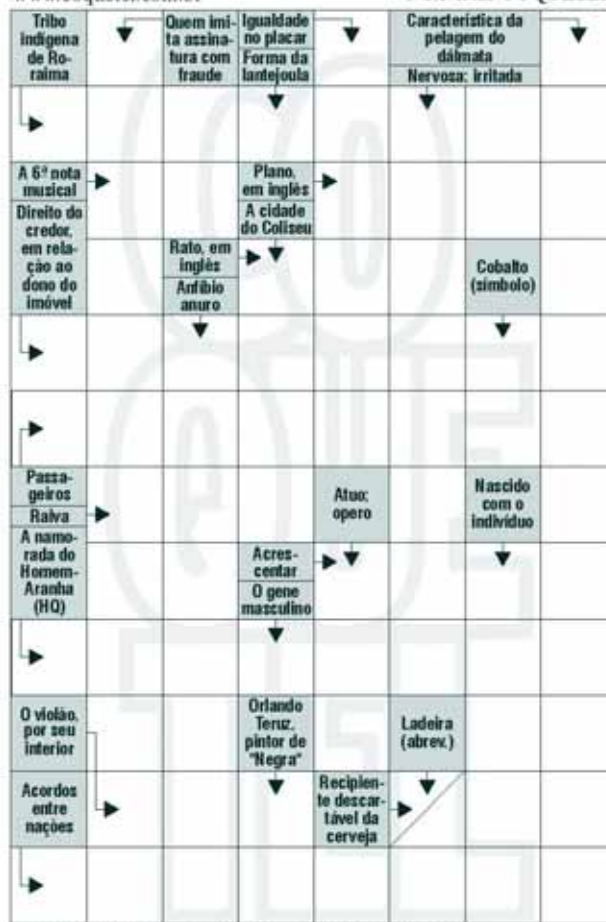 Tribo
indígena
de Ro-
raima
Quem imi-
ta assina-
tura com
fraude
Igualdade
no placar
Forma da
lantejoula
Característica da
pelagem do
dálmata
Nervosa; irritada
A 6ª nota
musical
Direito do
credor,
em rela-
ção ao
dono do
imóvel
Plano,
em inglês
A cidade
do Coliseu
Rato, em
inglês
Anfíbio
anuro
Cobalto
(símbolo)
Passa-
geiros
Raiva
A namo-
rada do
Homem-
Aranha
(HQ)
Atuo;
opero
Nascido
com o
indivíduo
Acres-
centar
O gene
masculino
O violão,
por seu
interior
Orlando
Teruz,
pintor de
"Negra"
Ladeira
(abrev.)
Acordos
entre
nações
Recipien-
te descar-
tável da
cerveja